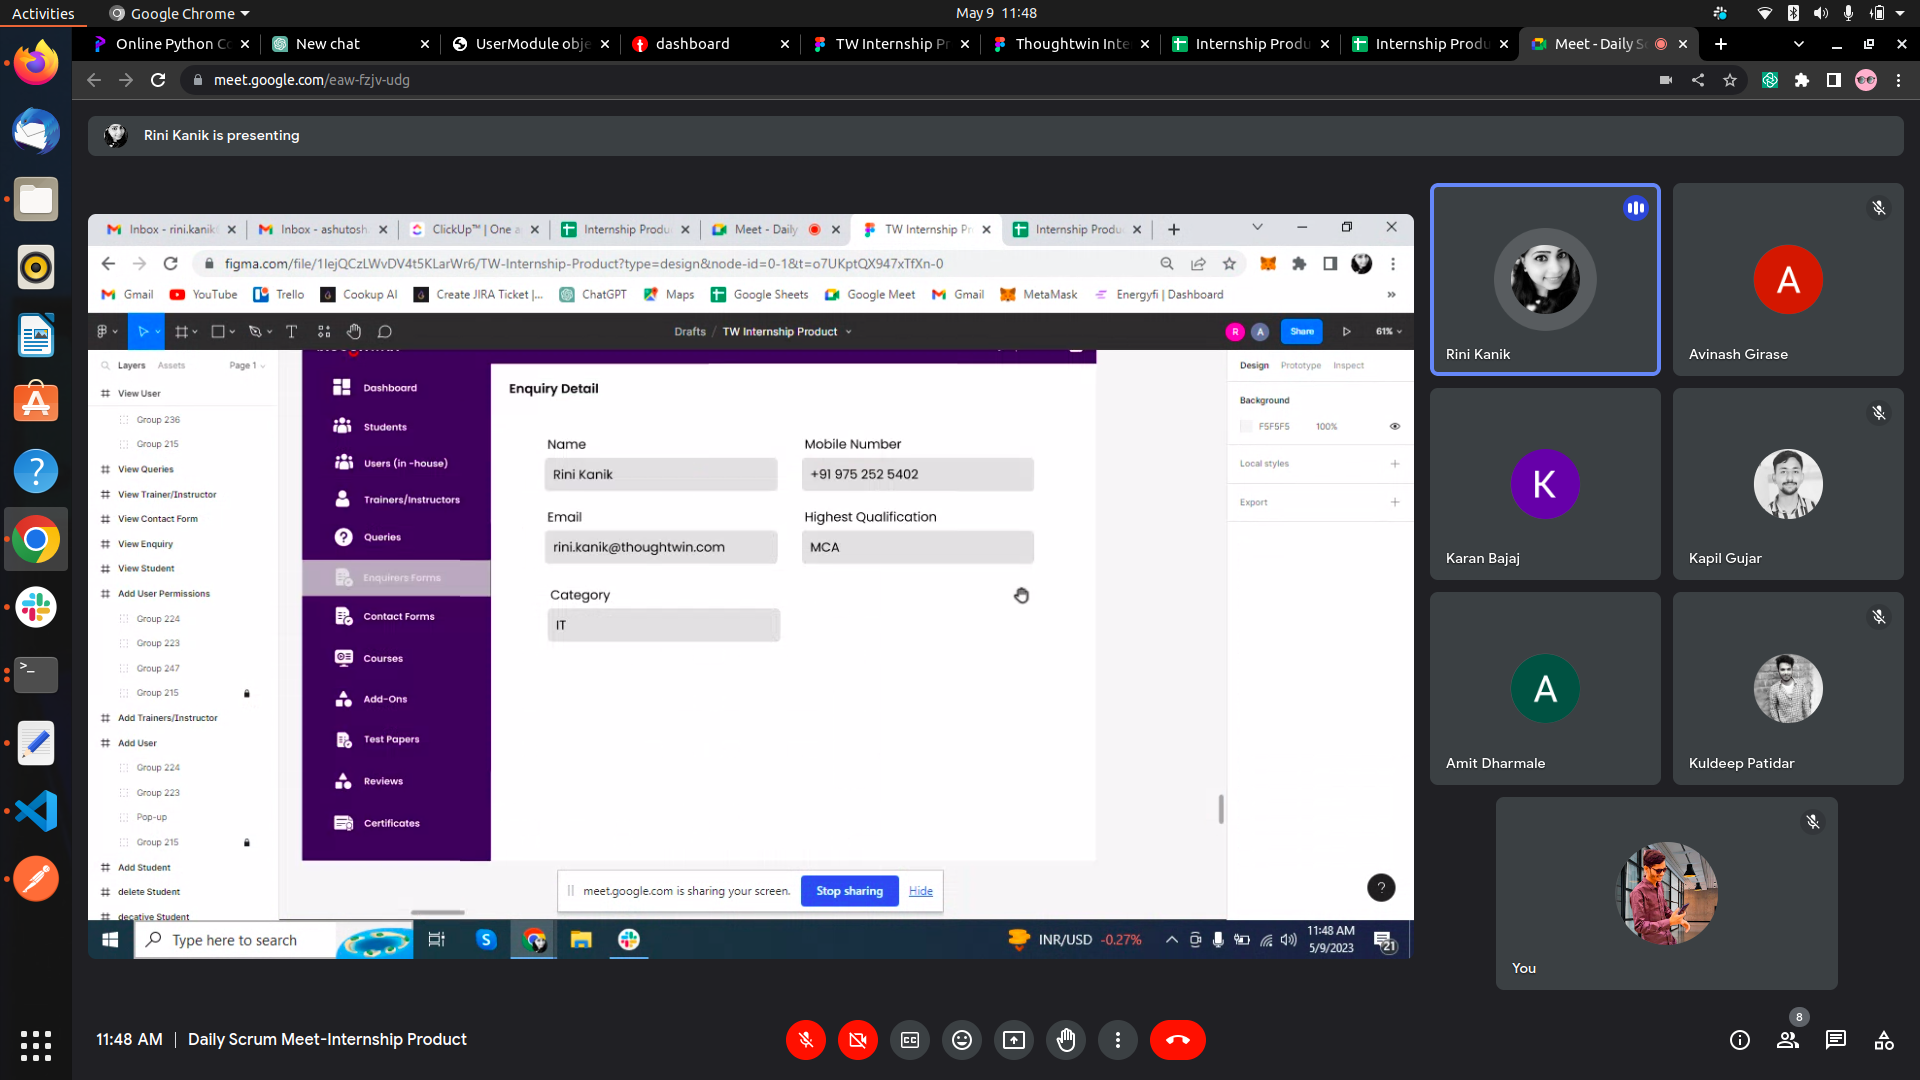 Activities
Google Chrome
May 9 11:48
Online Python Co
New chat
UserModule obje
dashboard
TW Internship Pr
Thoughtwin Inte
Internship Produ
Internship Produ
Meet - Daily Sc
meet.google.com/eaw-fzjv-udg
Rini Kanik is presenting
Inbox - rini.kanik
Inbox - ashutosh.
ClickUp™ | One a
Internship Produc
Meet - Daily
TW Internship Pr
Internship Produc
figma.com/file/1IejQCzLWvDV4t5KLarWr6/TW-Internship-Product?type=design&node-id=0-1&t=o7UKptQX947xTfXn-0
Gmail
YouTube
Trello
Cookup AI
Create JIRA Ticket |...
ChatGPT
Maps
Google Sheets
Google Meet
Gmail
MetaMask
Energyfi | Dashboard
»
Drafts / TW Internship Product
R
A
Share
61%
Layers
Assets
Page 1
View User
Group 236
Group 215
View Queries
View Trainer/Instructor
View Contact Form
View Enquiry
View Student
Add User Permissions
Group 224
Group 223
Group 247
Group 215
Add Trainers/Instructor
Add User
Group 224
Group 223
Pop-up
Group 215
Add Student
delete Student
decative Student
Dashboard
Students
Users (in -house)
Trainers/Instructors
Queries
Enquirers Forms
Contact Forms
Courses
Add-Ons
Test Papers
Reviews
Certificates
Enquiry Detail
Name
Mobile Number
Rini Kanik
+91 975 252 5402
Email
Highest Qualification
rini.kanik@thoughtwin.com
MCA
Category
IT
Design
Prototype
Inspect
Background
F5F5F5
100%
Local styles
Export
?
meet.google.com is sharing your screen.
Stop sharing
Hide
Type here to search
INR/USD -0.27%
11:48 AM
5/9/2023
21
Rini Kanik
A
Avinash Girase
K
Karan Bajaj
Kapil Gujar
A
Amit Dharmale
Kuldeep Patidar
You
11:48 AM | Daily Scrum Meet-Internship Product
8